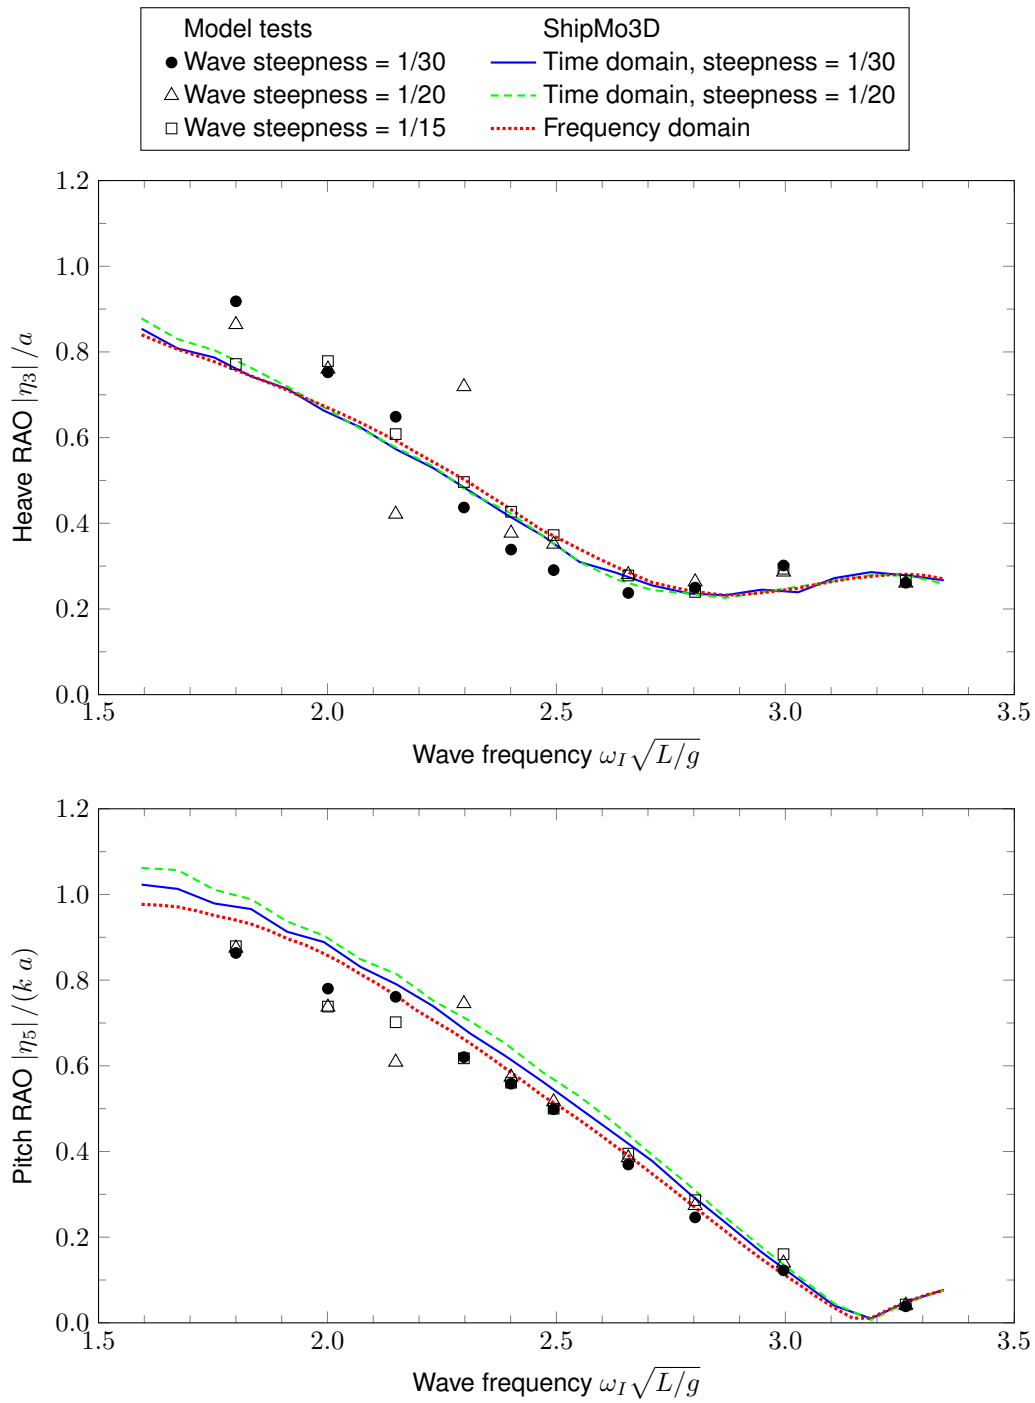 Model tests ShipMo3D
Wave steepness = 1/30 Time domain, steepness = 1/30
Wave steepness = 1/20 Time domain, steepness = 1/20
Wave steepness = 1/15 Frequency domain
1.2
1.0
0.8
0.6
0.4
0.2
0.0
Heave RAO |η₃|/a
1.5 2.0 2.5 3.0 3.5
Wave frequency ω_I √(L/g)
1.2
1.0
0.8
0.6
0.4
0.2
0.0
Pitch RAO |η₅|/(k a)
1.5 2.0 2.5 3.0 3.5
Wave frequency ω_I √(L/g)